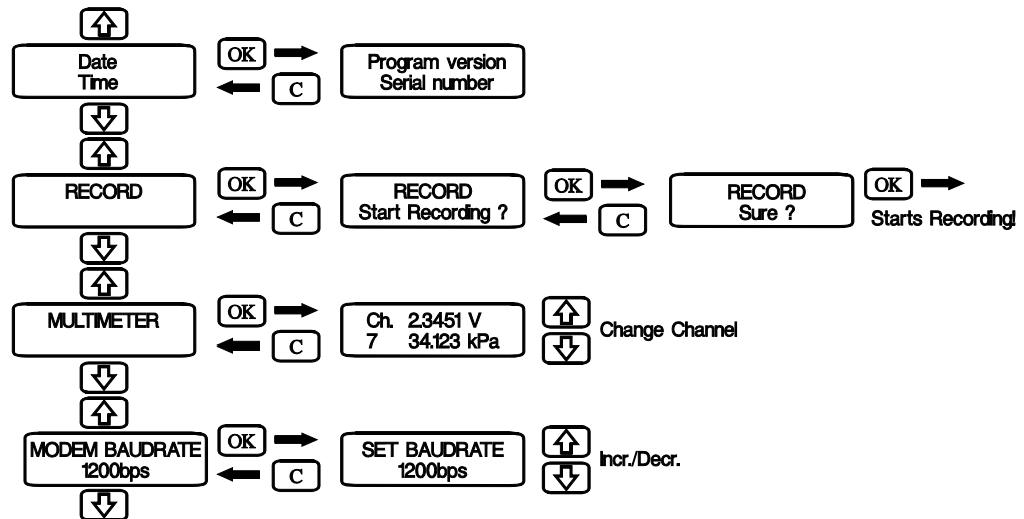 Date
Time
OK
C
Program version
Serial number
RECORD
OK
C
RECORD
Start Recording ?
OK
C
RECORD
Sure ?
OK
Starts Recording!
MULTIMETER
OK
C
Ch. 2.3451 V
7 34.123 kPa
Change Channel
MODEM BAUDRATE
1200bps
OK
C
SET BAUDRATE
1200bps
Incr./Decr.